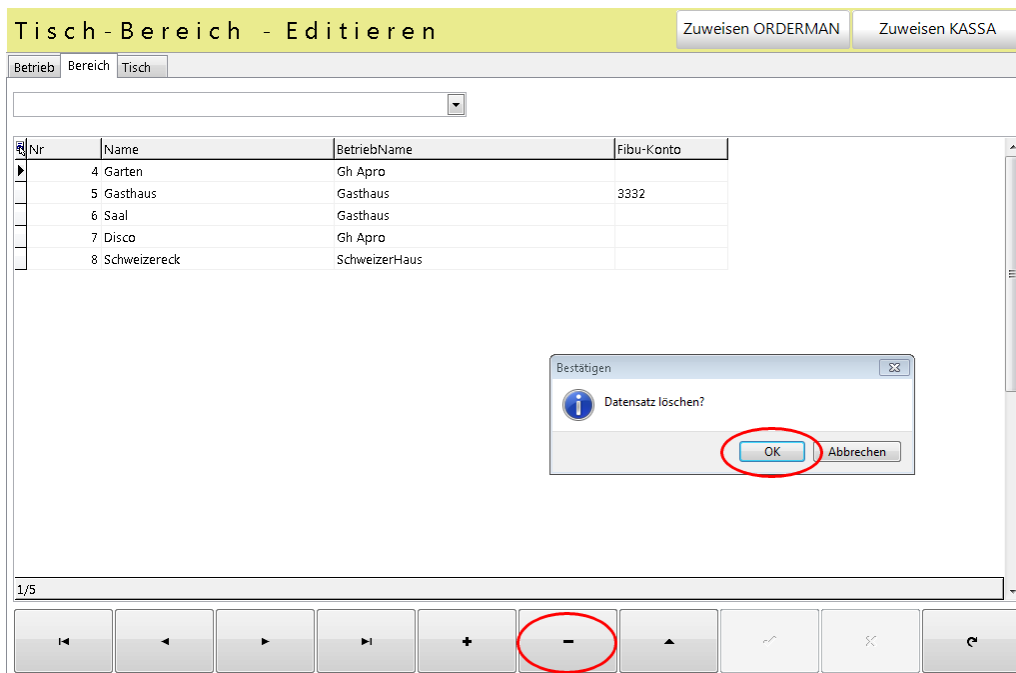 Tisch-Bereich - Editieren
Zuweisen ORDERMAN
Zuweisen KASSA
Betrieb Bereich Tisch
Nr Name BetriebName Fibu-Konto
4 Garten Gh Apro
5 Gasthaus Gasthaus 3332
6 Saal Gasthaus
7 Disco Gh Apro
8 Schweizereck SchweizerHaus
Bestätigen
Datensatz löschen?
OK Abbrechen
1/5